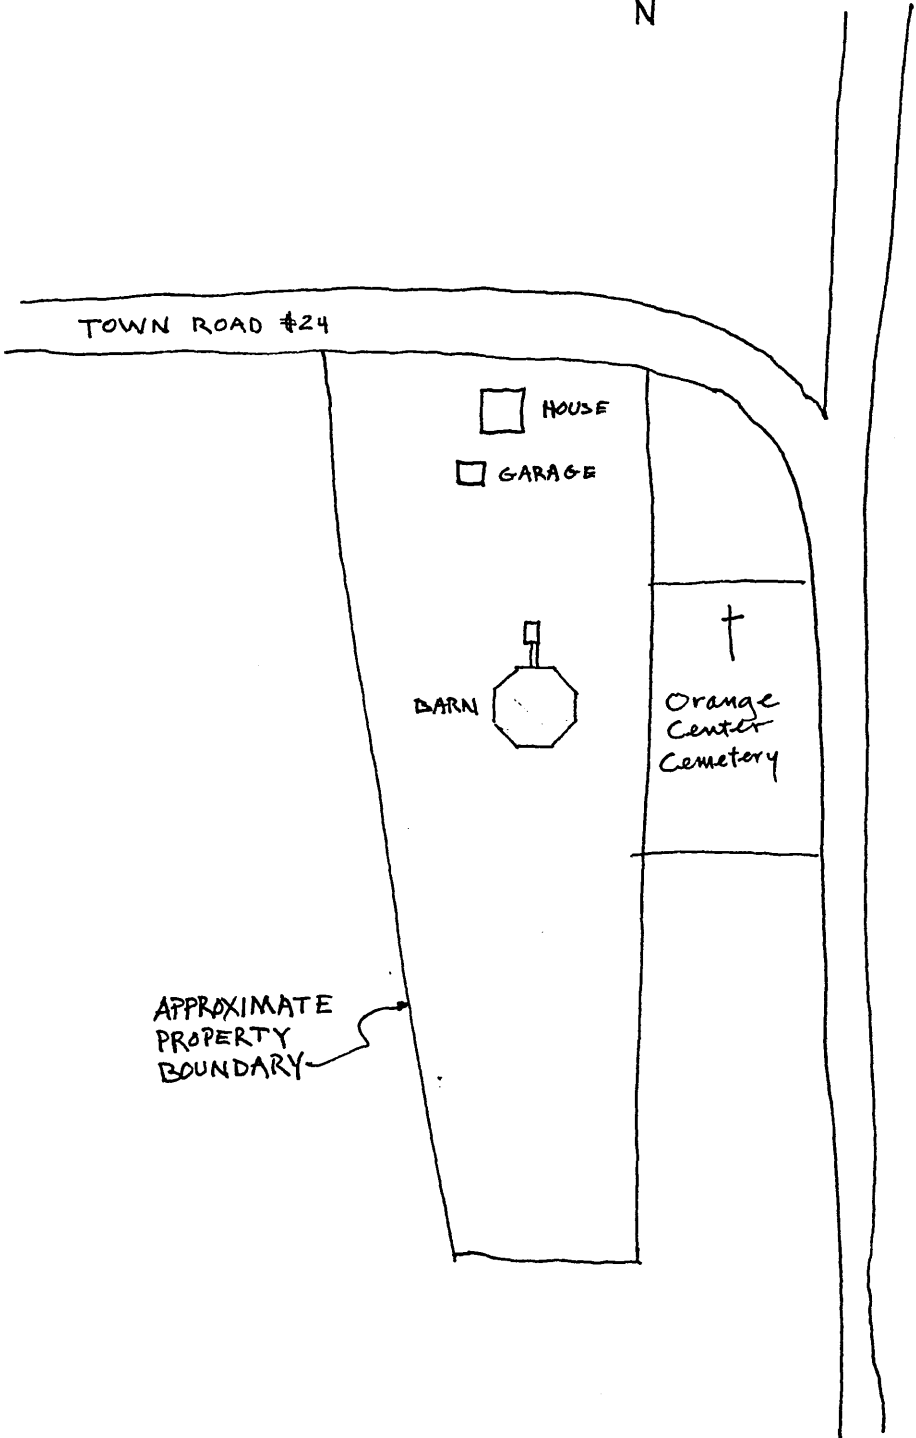 N
TOWN ROAD #24
HOUSE
GARAGE
BARN
Orange
Center
Cemetery
APPROXIMATE
PROPERTY
BOUNDARY